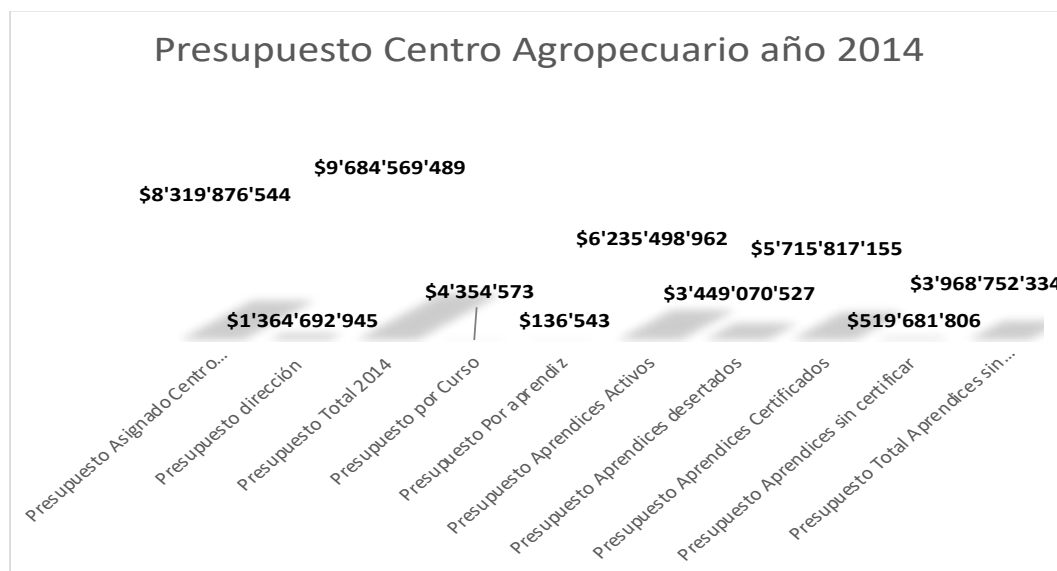 Presupuesto Centro Agropecuario año 2014
$8'319'876'544
$1'364'692'945
$9'684'569'489
$4'354'573
$136'543
$6'235'498'962
$3'449'070'527
$5'715'817'155
$519'681'806
$3'968'752'334
Presupuesto Asignado Centro...
Presupuesto dirección
Presupuesto Total 2014
Presupuesto por Curso
Presupuesto Por aprendiz
Presupuesto Aprendices Activos
Presupuesto Aprendices desertados
Presupuesto Aprendices Certificados
Presupuesto Aprendices sin certificar
Presupuesto Total Aprendices sin...